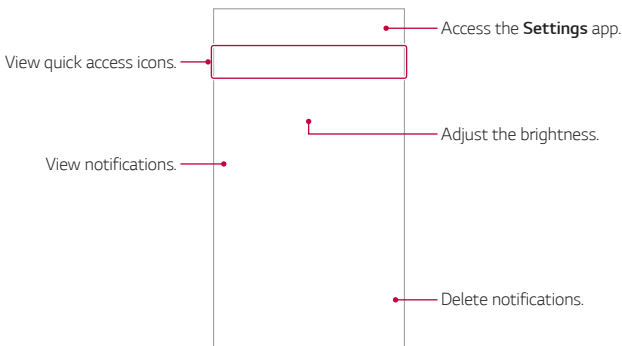 Access the Settings app.
View quick access icons.
Adjust the brightness.
View notifications.
Delete notifications.